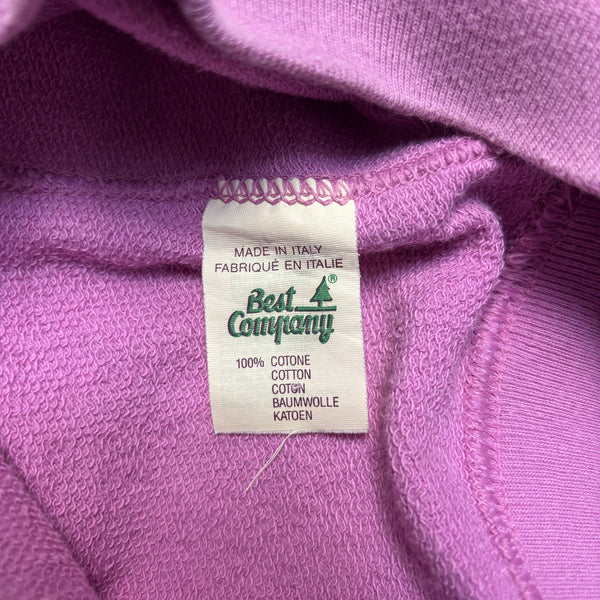 MADE IN ITALY
FABRIQUÉ EN ITALIE
Best ®
Company
100% COTONE
COTTON
COTON
BAUMWOLLE
KATOEN